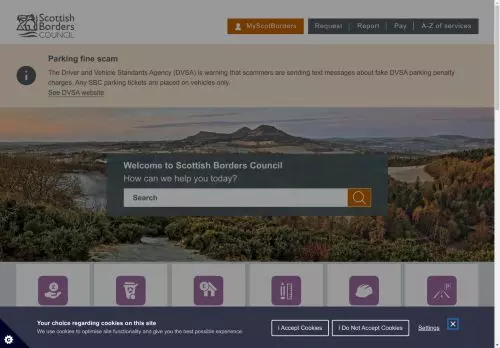 Scottish
Borders
COUNCIL
MyScotBorders
Request
Report
Pay
A-Z of services
Parking fine scam
The Driver and Vehicle Standards Agency (DVSA) is warning that scammers are sending text messages about fake DVSA parking penalty
charges. Any SBC parking tickets are placed on vehicles only.
See DVSA website
Welcome to Scottish Borders Council
How can we help you today?
Search
Your choice regarding cookies on this site
We use cookies to optimise site functionality and give you the best possible experience
I Accept Cookies
I Do Not Accept Cookies
Settings